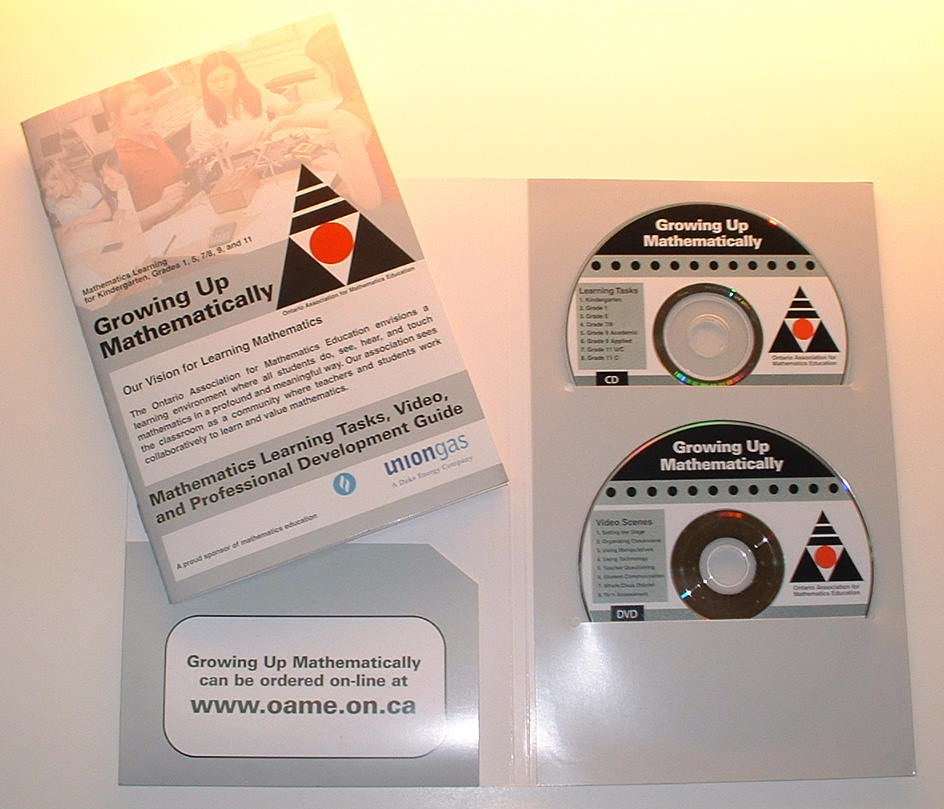 Mathematics Learning
for Kindergarten, Grades 1, 5, 7/8, 9, and 11
Growing Up
Mathematically
Ontario Association for Mathematics Education
Our Vision for Learning Mathematics
The Ontario Association for Mathematics Education envisions a
learning environment where all students do, see, hear, and touch
mathematics in a profound and meaningful way. Our association sees
the classroom as a community where teachers and students work
collaboratively to learn and value mathematics.
Mathematics Learning Tasks, Video,
and Professional Development Guide
uniongas
A Duke Energy Company
A proud sponsor of mathematics education
Growing Up Mathematically
can be ordered on-line at
www.oame.on.ca
Growing Up
Mathematically
Learning Tasks
1. Kindergarten
2. Grade 1
3. Grade 5
4. Grade 7/8
5. Grade 9 Academic
6. Grade 9 Applied
7. Grade 11 U/C
8. Grade 11 C
Ontario Association for
Mathematics Education
CD
Growing Up
Mathematically
Video Scenes
1. Setting the Stage
2. Organizing Classrooms
3. Using Manipulatives
4. Using Technology
5. Teacher Questioning
6. Student Communication
7. Whole Class
8. Assessment
Ontario Association for
Mathematics Education
DVD